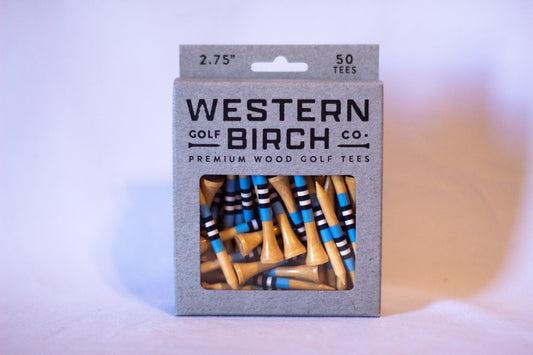 2.75" 50
TEES
WESTERN
GOLF BIRCH CO.
PREMIUM WOOD GOLF TEES